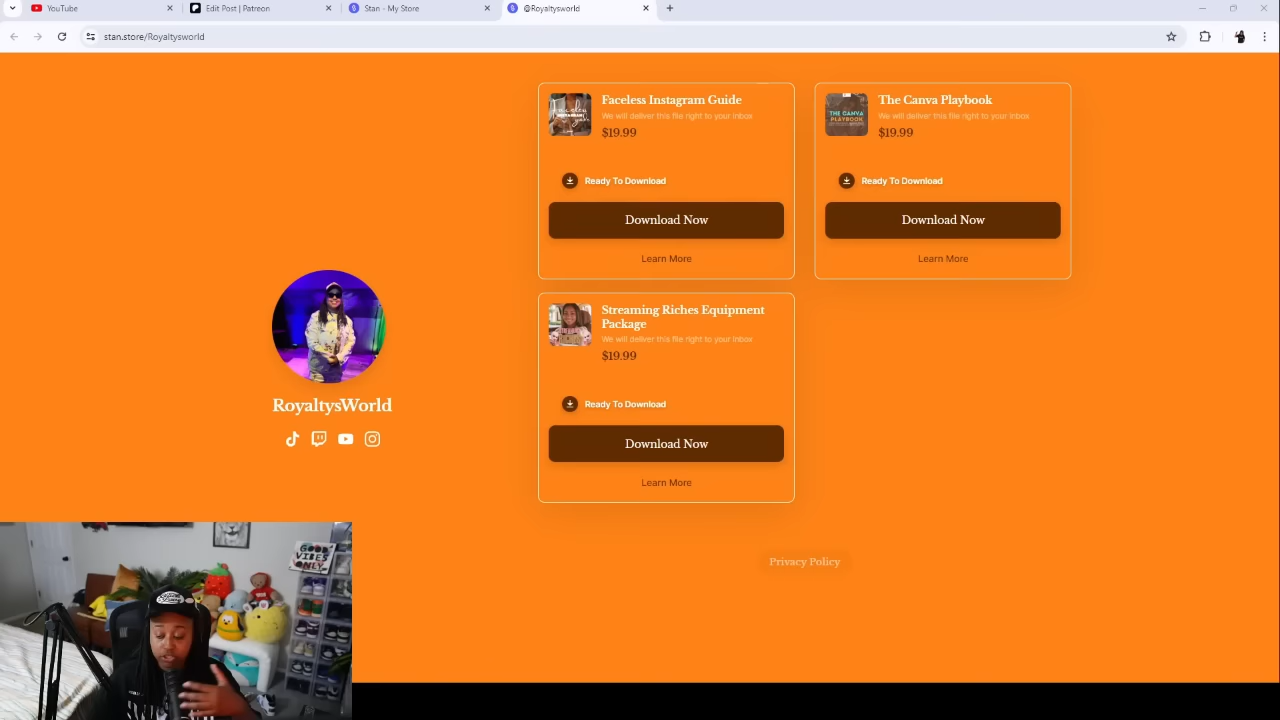 YouTube
Edit Post | Patreon
Stan - My Store
@Royaltysworld
stan.store/Royaltysworld
Faceless Instagram Guide
We will deliver this file right to your inbox
$19.99
Ready To Download
Download Now
Learn More
The Canva Playbook
We will deliver this file right to your inbox
$19.99
THE CANVA
PLAYBOOK
Ready To Download
Download Now
Learn More
Streaming Riches Equipment
Package
We will deliver this file right to your inbox
$19.99
Ready To Download
Download Now
Learn More
RoyaltysWorld
Privacy Policy
GOOD
VIBES
ONLY